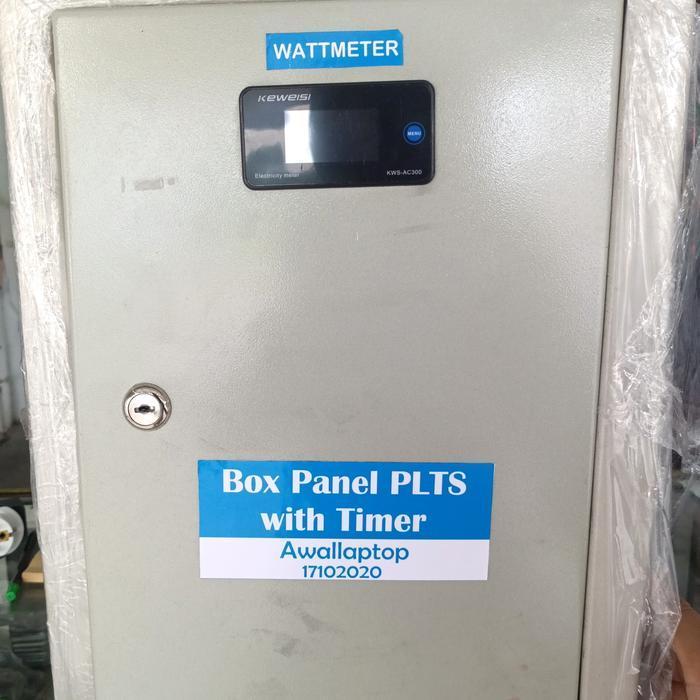 WATTMETER
KEWEISI
MENU
Electricity meter
KWS-AC300
Box Panel PLTS
with Timer
Awallaptop
17102020